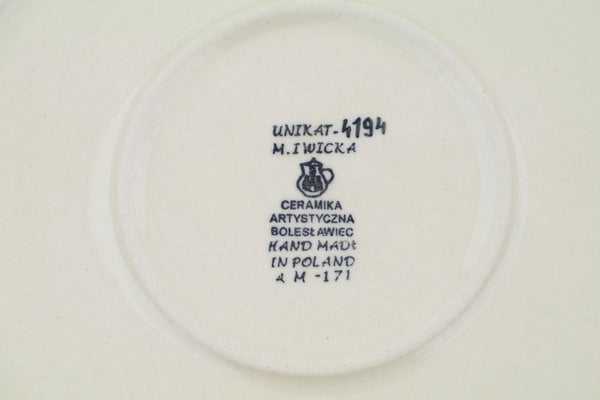 UNIKAT-4194
M.IWICKA
CERAMIKA
ARTYSTYCZNA
BOLESŁAWIEC
HAND MADE
IN POLAND
A M -171